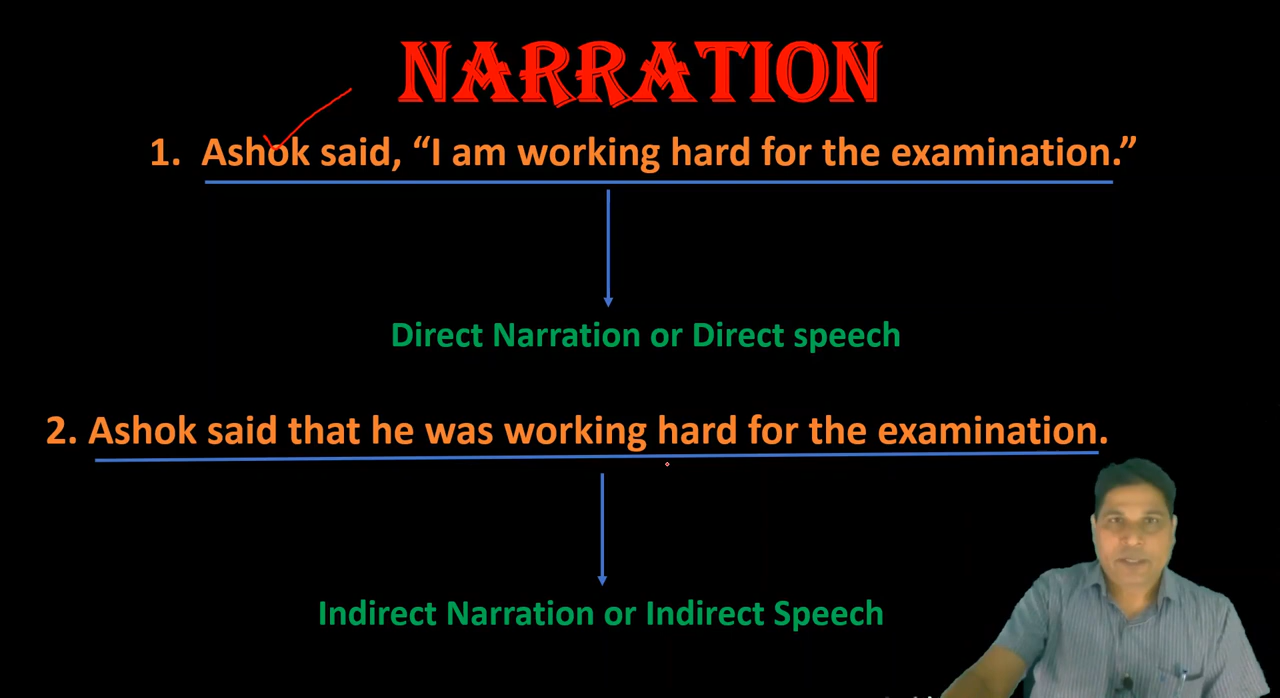 NARRATION
1. Ashok said, “I am working hard for the examination.”
Direct Narration or Direct speech
2. Ashok said that he was working hard for the examination.
Indirect Narration or Indirect Speech